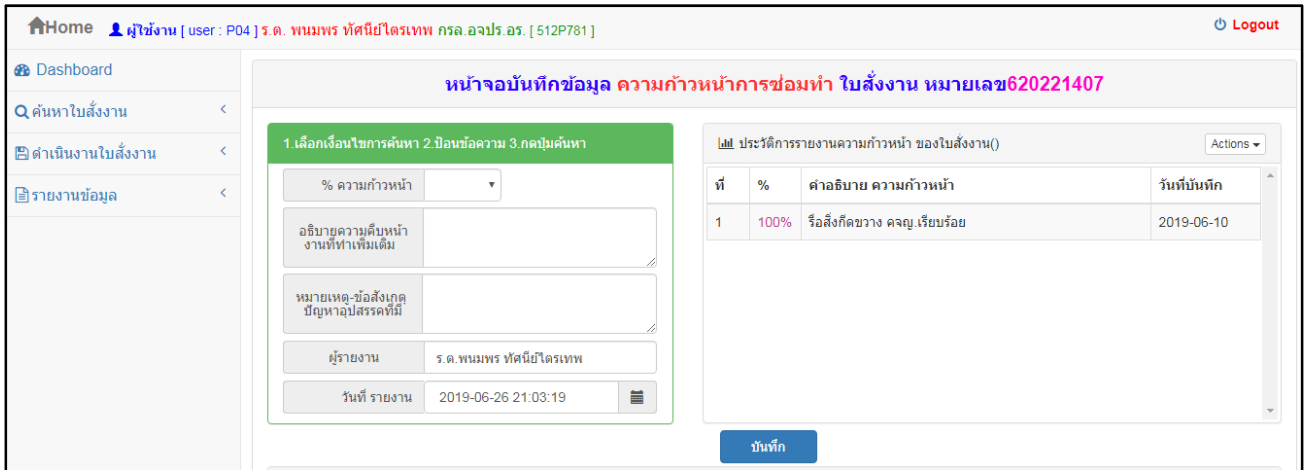 Home ผู้ใช้งาน [ user : P04 ] ร.ต. พนมพร ทัศนีย์ไตรเทพ กรล.อจปร.อร. [ 512P781 ] Logout
Dashboard
ค้นหาใบสั่งงาน
ดำเนินงานใบสั่งงาน
รายงานข้อมูล
หน้าจอบันทึกข้อมูล ความก้าวหน้าการซ่อมทำ ใบสั่งงาน หมายเลข620221407
1.เลือกเงื่อนไขการค้นหา 2.ป้อนข้อความ 3.กดปุ่มค้นหา
% ความก้าวหน้า
อธิบายความคืบหน้า
งานที่ทำเพิ่มเติม
หมายเหตุ-ข้อสังเกตุ
ปัญหาอุปสรรคที่มี
ผู้รายงาน ร.ต.พนมพร ทัศนีย์ไตรเทพ
วันที่ รายงาน 2019-06-26 21:03:19
ประวัติการรายงานความก้าวหน้า ของใบสั่งงาน() Actions
ที่ % คำอธิบาย ความก้าวหน้า วันที่บันทึก
1 100% รื้อสิ่งกีดขวาง คจญ.เรียบร้อย 2019-06-10
บันทึก